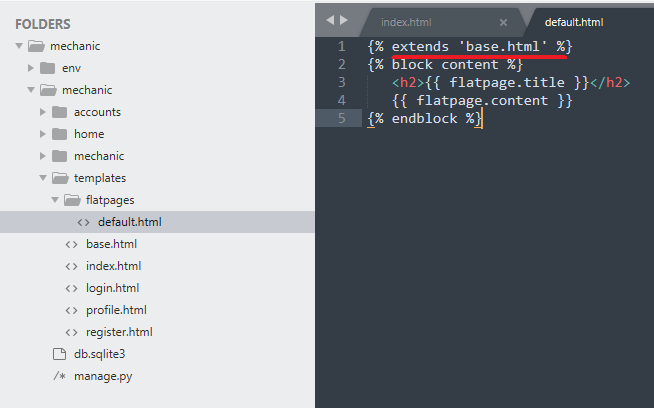 FOLDERS
mechanic
env
mechanic
accounts
home
mechanic
templates
flatpages
<> default.html
<> base.html
<> index.html
<> login.html
<> profile.html
<> register.html
db.sqlite3
/* manage.py
index.html × default.html
1 {% extends 'base.html' %}
2 {% block content %}
3 <h2>{{ flatpage.title }}</h2>
4 {{ flatpage.content }}
5 {% endblock %}